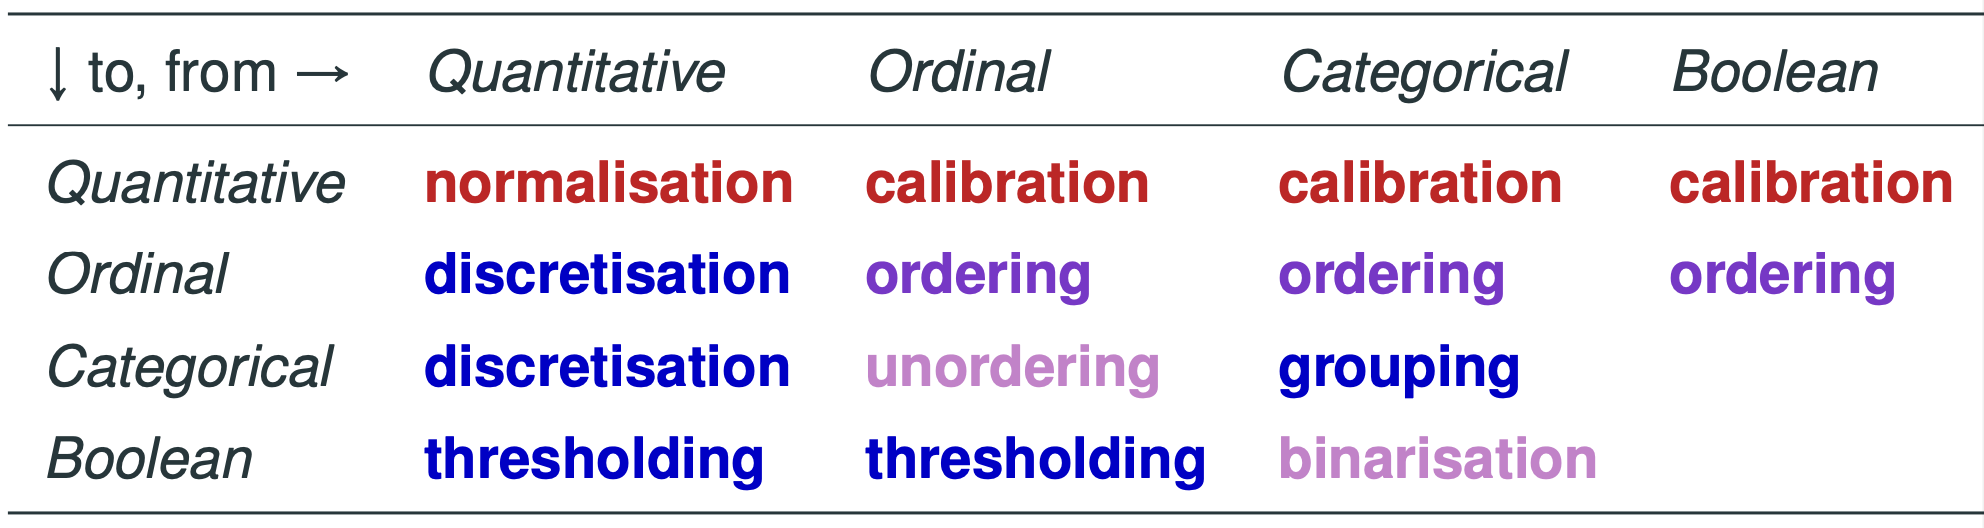 ↓ to, from → Quantitative Ordinal Categorical Boolean
Quantitative normalisation calibration calibration calibration
Ordinal discretisation ordering ordering ordering
Categorical discretisation unordering grouping
Boolean thresholding thresholding binarisation